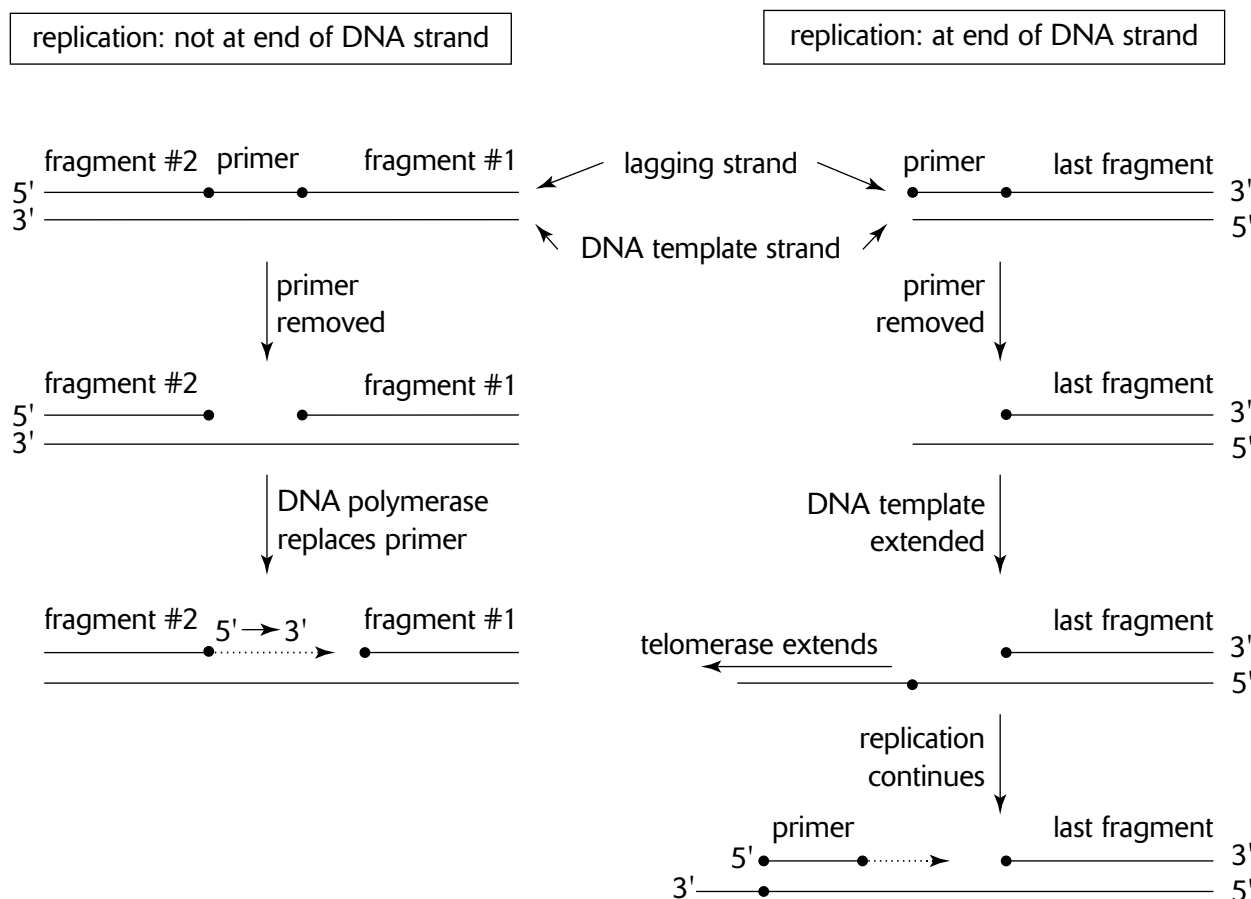 replication: not at end of DNA strand
replication: at end of DNA strand
fragment #2 primer fragment #1
lagging strand
primer last fragment
5'
3'
3'
5'
DNA template strand
primer
removed
primer
removed
fragment #2 fragment #1
last fragment
5'
3'
3'
5'
DNA polymerase
replaces primer
DNA template
extended
fragment #2 5' 3' fragment #1
last fragment
telomerase extends
3'
5'
replication
continues
primer last fragment
5' 3'
3' 5'